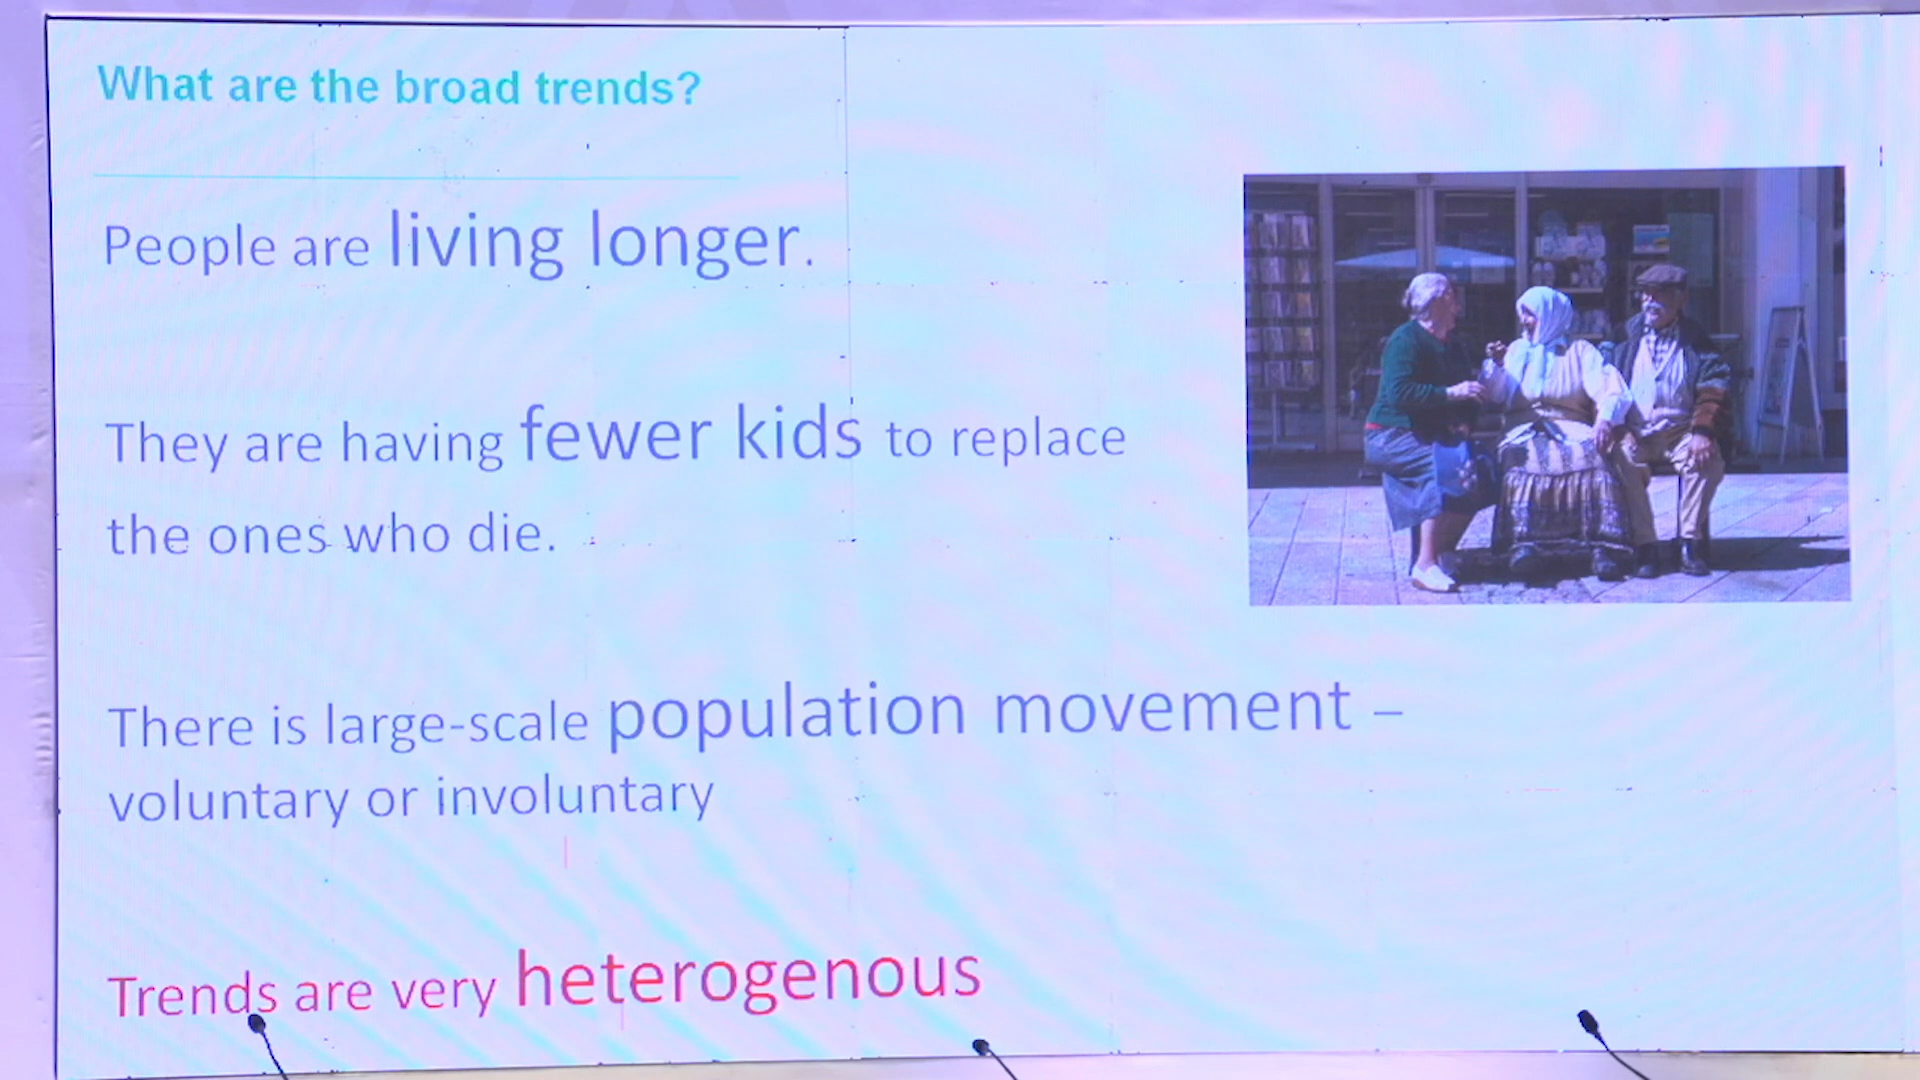 What are the broad trends?
People are living longer.
They are having fewer kids to replace
the ones who die.
There is large-scale population movement –
voluntary or involuntary
Trends are very heterogenous